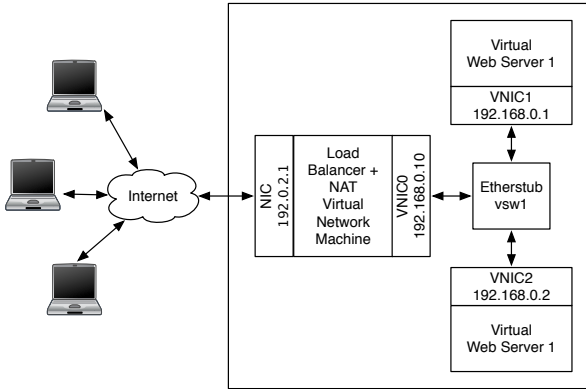 Virtual
Web Server 1
VNIC1
192.168.0.1
Internet
NIC
192.0.2.1
Load
Balancer +
NAT
Virtual
Network
Machine
VNIC0
192.168.0.10
Etherstub
vsw1
VNIC2
192.168.0.2
Virtual
Web Server 1